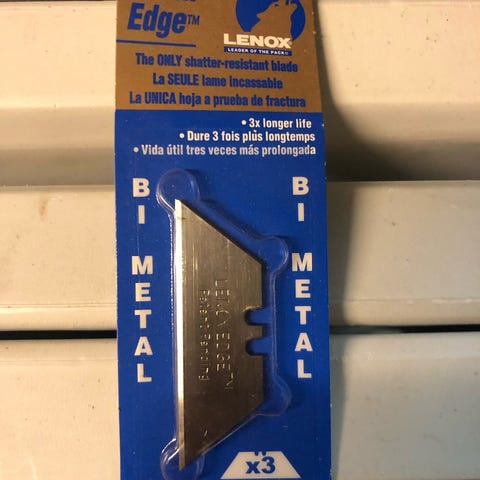 Edge™
LENOX®
LEADER OF THE PACK®
The ONLY shatter-resistant blade
La SEULE lame incassable
La UNICA hoja a prueba de fractura
• 3x longer life
• Dure 3 fois plus longtemps
• Vida útil tres veces más prolongada
BI METAL
BI METAL
LENOX EDGE™
Patent Pending
x3